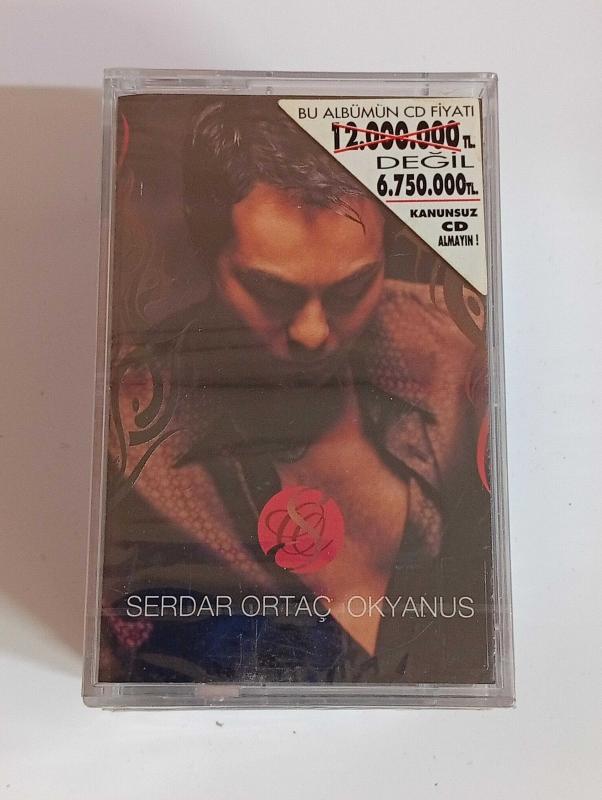 BU ALBÜMÜN CD FİYATI
12.000.000 TL.
DEĞİL
6.750.000 TL.
KANUNSUZ
CD
ALMAYIN !
SERDAR ORTAÇ OKYANUS